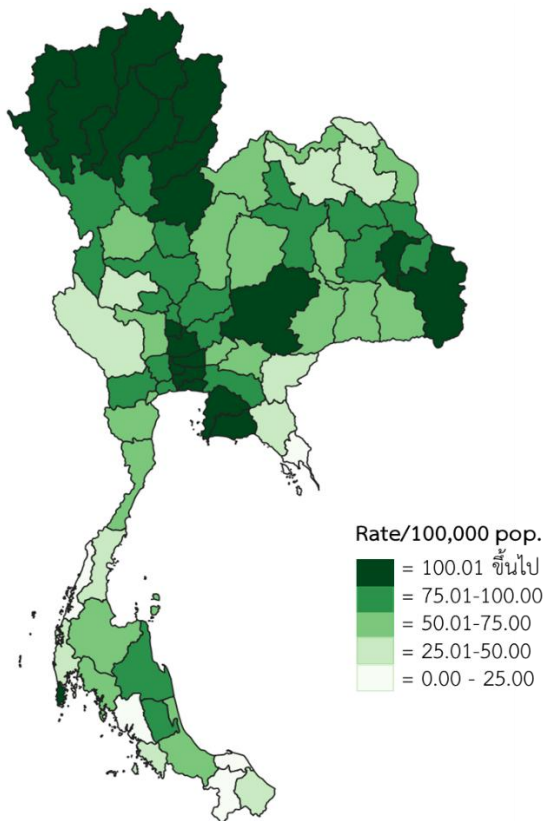 Rate/100,000 pop.
= 100.01 ขึ้นไป
= 75.01-100.00
= 50.01-75.00
= 25.01-50.00
= 0.00 - 25.00